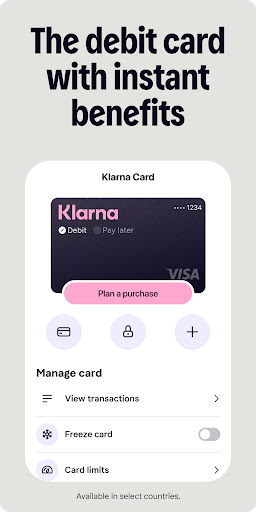 The debit card
with instant
benefits
Klarna Card
Klarna
•••• 1234
Debit Pay later
VISA
Plan a purchase
Manage card
View transactions
Freeze card
Card limits
Available in select countries.